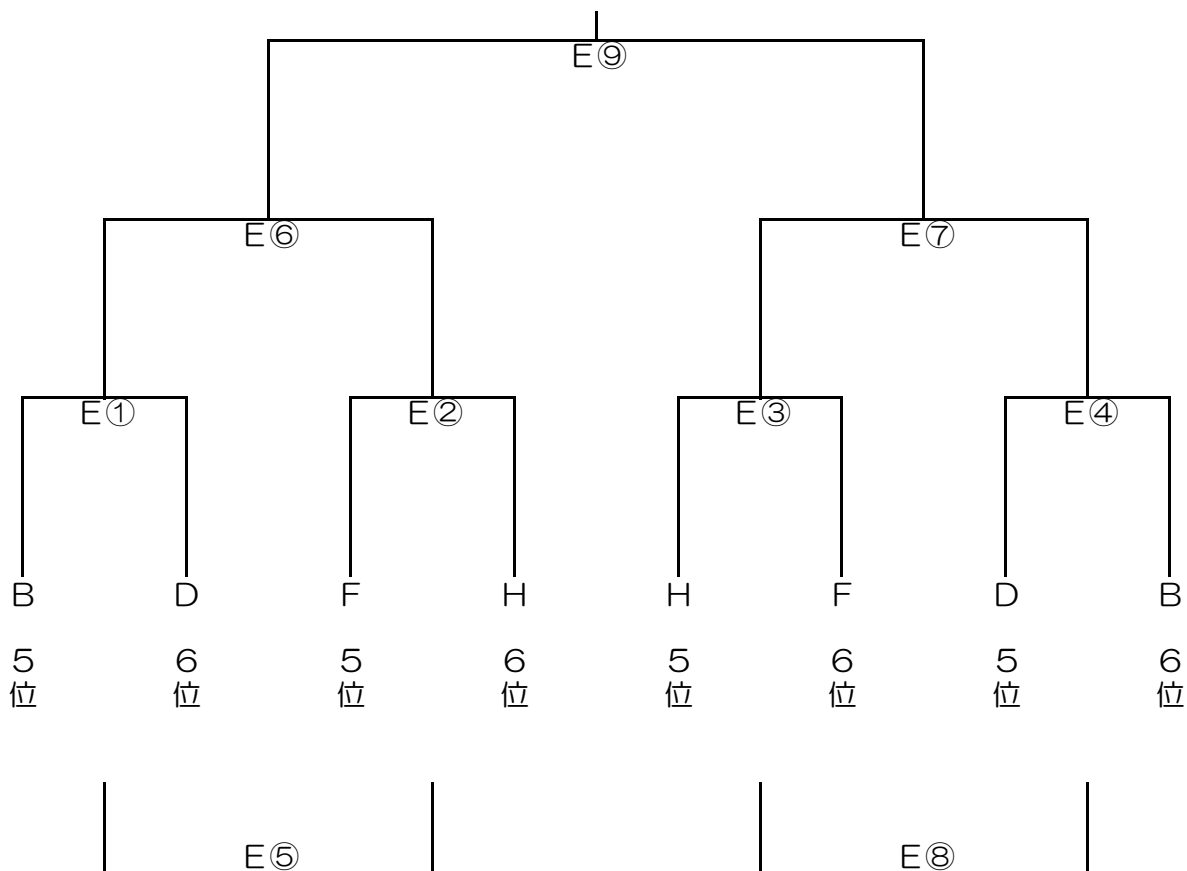 E⑨
E⑥ E⑦
E① E② E③ E④
B D F H H F D B
5位 6位 5位 6位 5位 6位 5位 6位
E⑤ E⑧